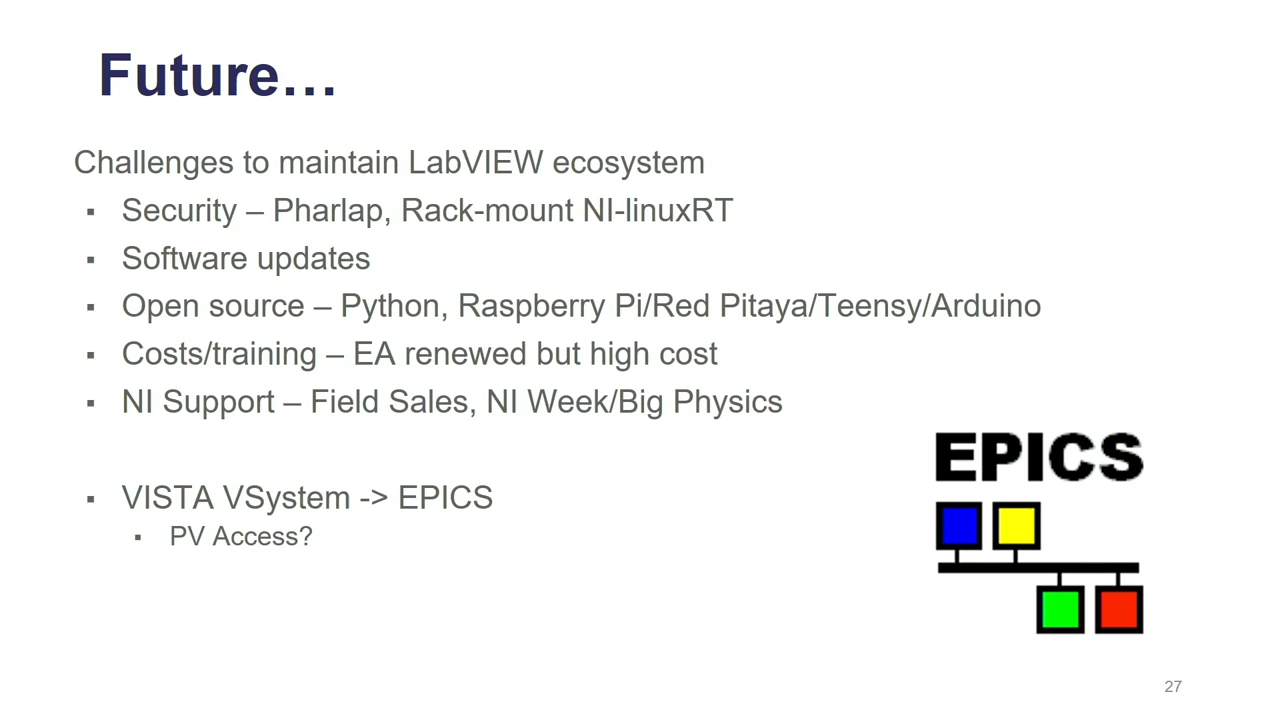 Future…
Challenges to maintain LabVIEW ecosystem
▪ Security – Pharlap, Rack-mount NI-linuxRT
▪ Software updates
▪ Open source – Python, Raspberry Pi/Red Pitaya/Teensy/Arduino
▪ Costs/training – EA renewed but high cost
▪ NI Support – Field Sales, NI Week/Big Physics
▪ VISTA VSystem -> EPICS
▪ PV Access?
EPICS
27